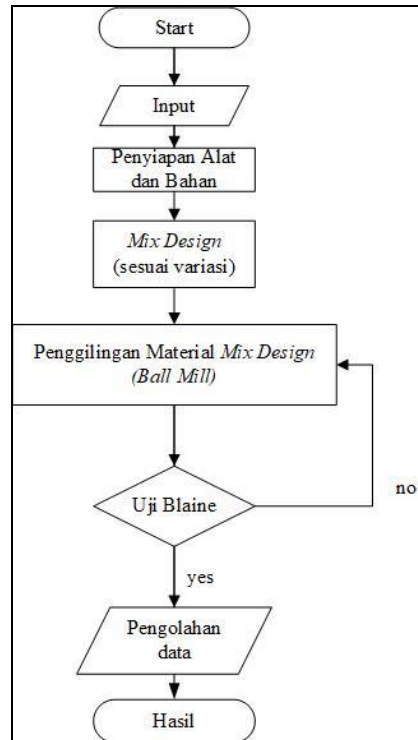 Start
Input
Penyiapan Alat
dan Bahan
Mix Design
(sesuai variasi)
Penggilingan Material Mix Design
(Ball Mill)
Uji Blaine
no
yes
Pengolahan
data
Hasil